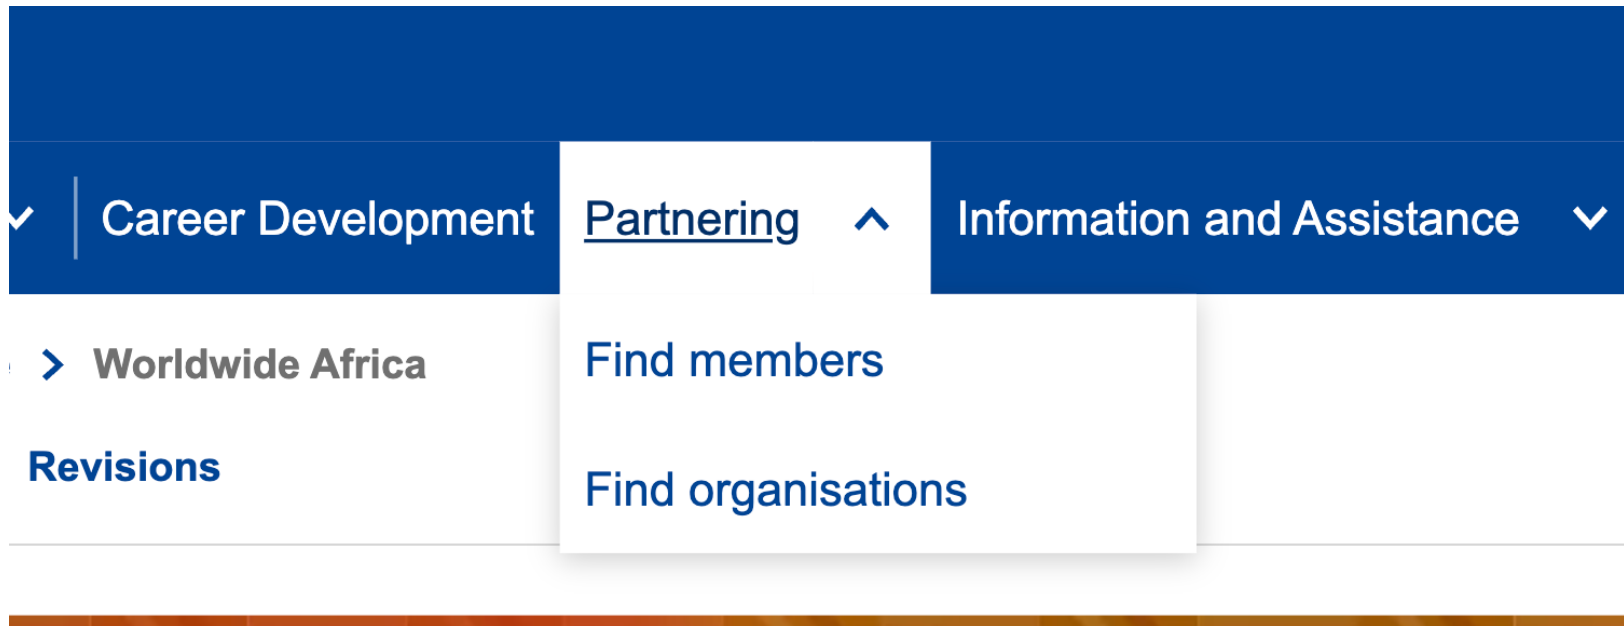 Career Development Partnering Information and Assistance
Worldwide Africa
Find members
Revisions
Find organisations